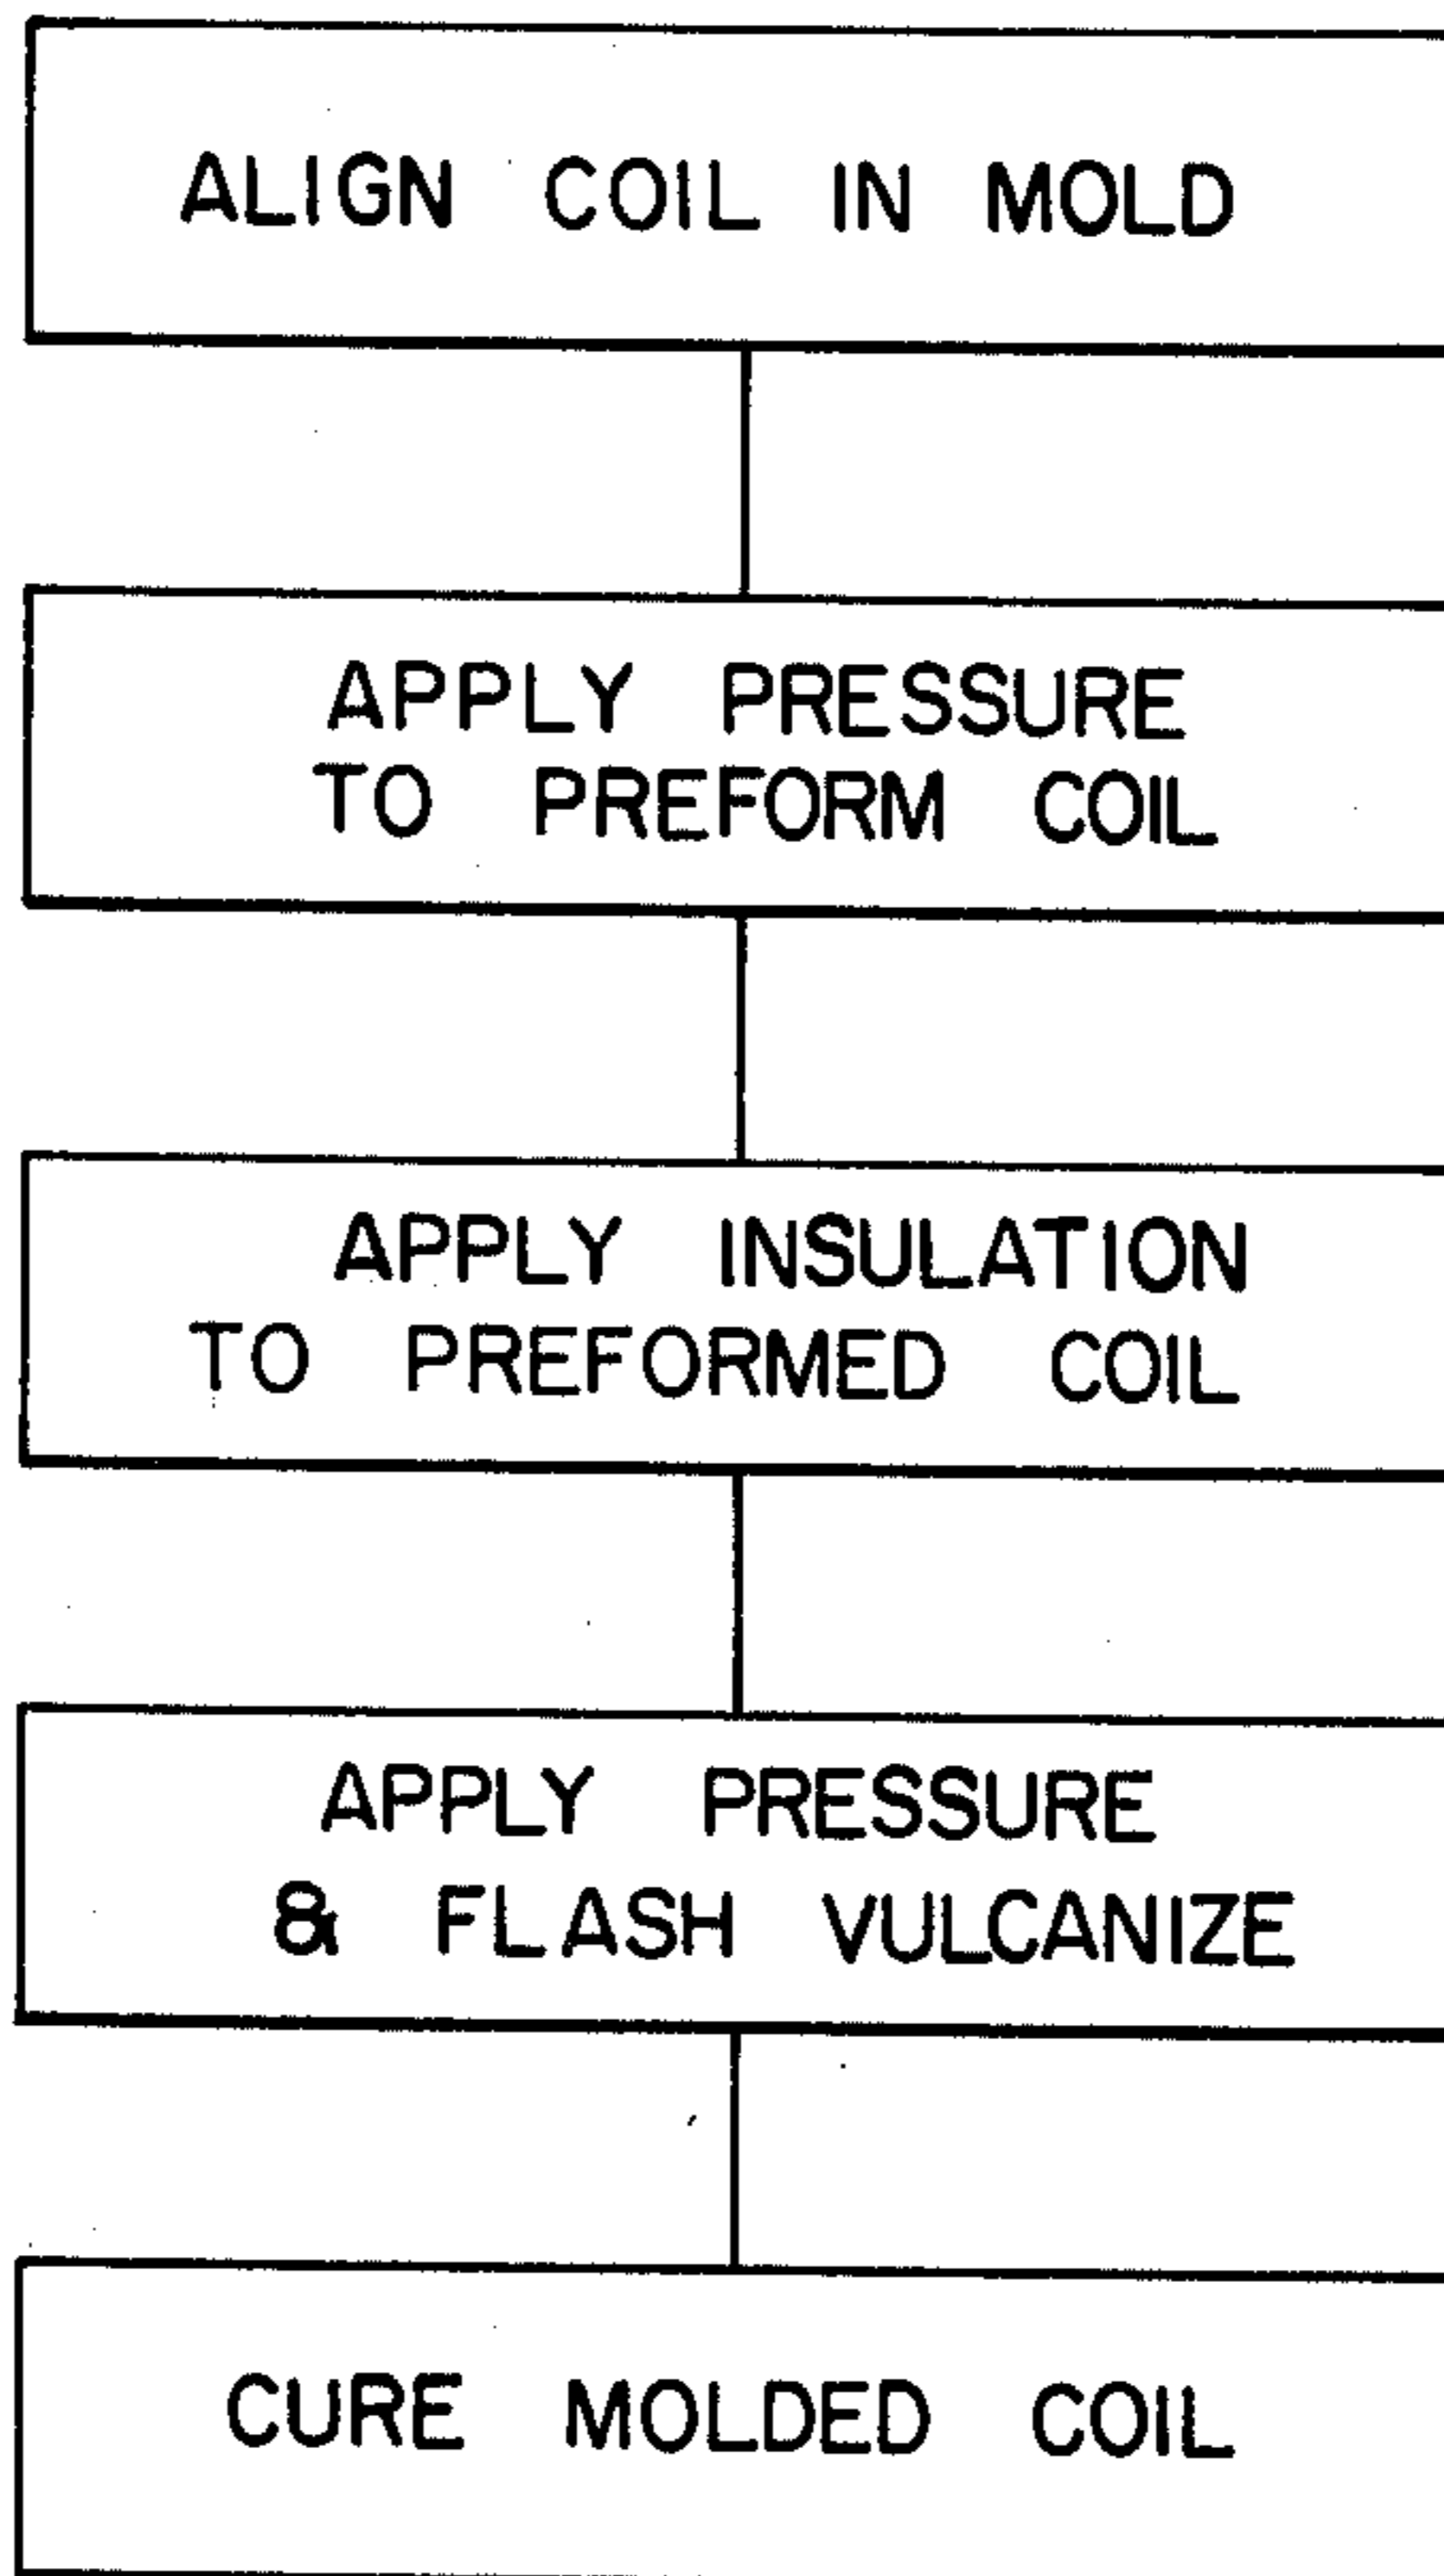 ALIGN COIL IN MOLD
APPLY PRESSURE
TO PREFORM COIL
APPLY INSULATION
TO PREFORMED COIL
APPLY PRESSURE
& FLASH VULCANIZE
CURE MOLDED COIL